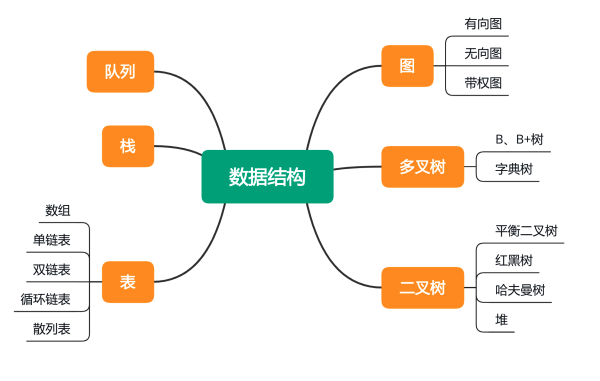 数据结构
图
有向图
无向图
带权图
多叉树
B、B+树
字典树
二叉树
平衡二叉树
红黑树
哈夫曼树
堆
队列
栈
表
数组
单链表
双链表
循环链表
散列表